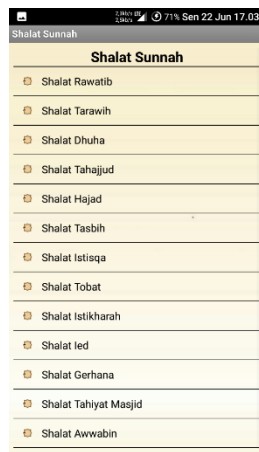 71% Sen 22 Jun 17.03
Shalat Sunnah
Shalat Sunnah
Shalat Rawatib
Shalat Tarawih
Shalat Dhuha
Shalat Tahajjud
Shalat Hajad
Shalat Tasbih
Shalat Istisqa
Shalat Tobat
Shalat Istikharah
Shalat Ied
Shalat Gerhana
Shalat Tahiyat Masjid
Shalat Awwabin